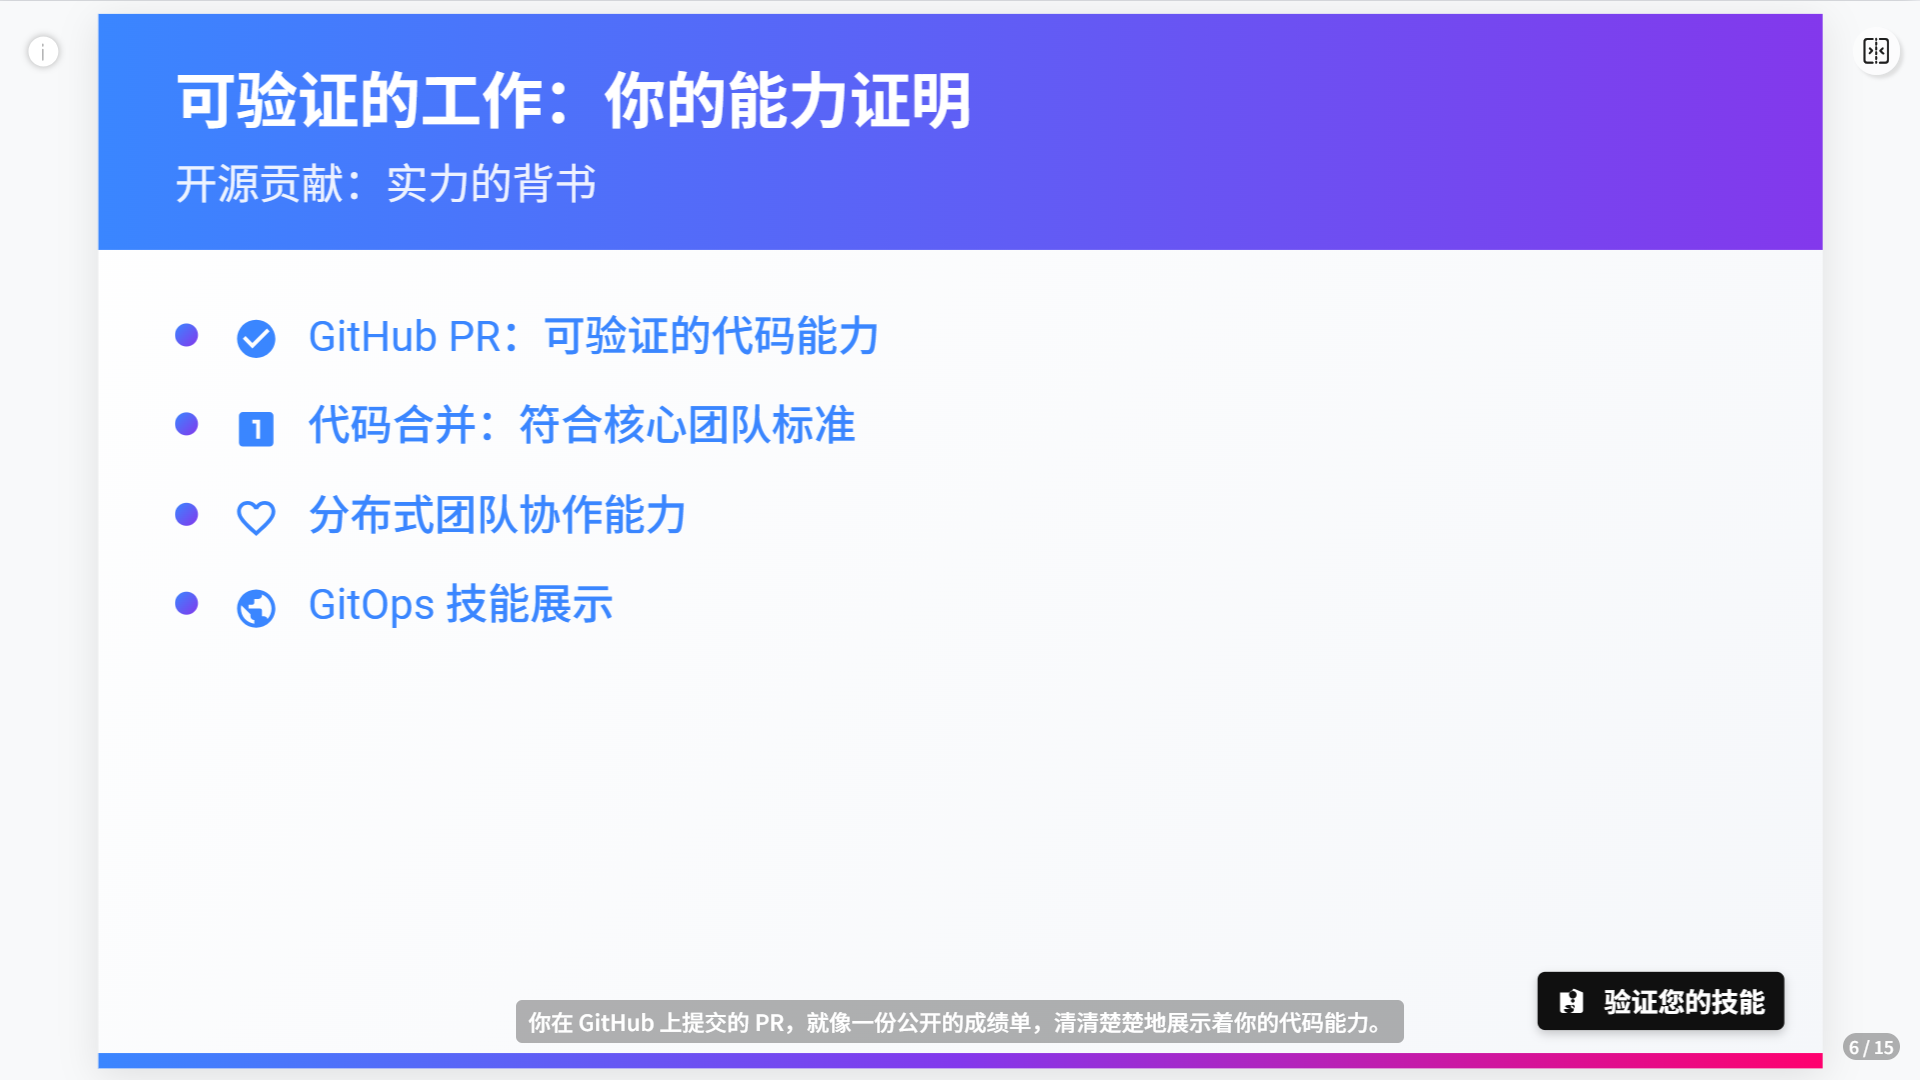 可验证的工作：你的能力证明
开源贡献：实力的背书
GitHub PR：可验证的代码能力
1
代码合并：符合核心团队标准
分布式团队协作能力
GitOps 技能展示
验证您的技能
你在 GitHub 上提交的 PR，就像一份公开的成绩单，清清楚楚地展示着你的代码能力。
6 / 15